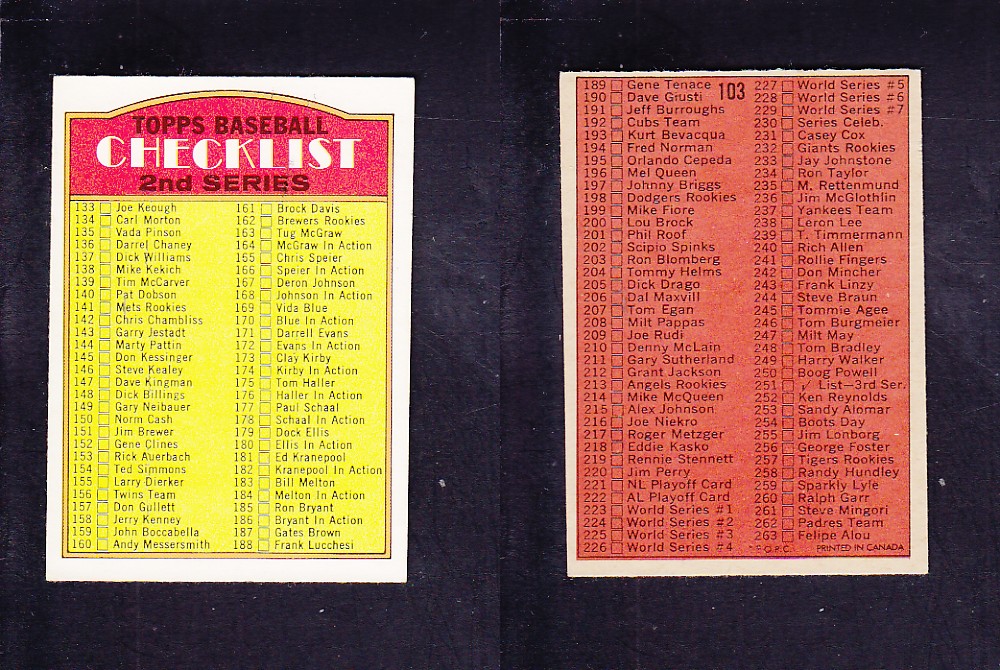 TOPPS BASEBALL
CHECKLIST
2nd SERIES
133 Joe Keough
134 Carl Morton
135 Vada Pinson
136 Darrel Chaney
137 Dick Williams
138 Mike Kekich
139 Tim McCarver
140 Pat Dobson
141 Mets Rookies
142 Chris Chambliss
143 Garry Jestadt
144 Marty Pattin
145 Don Kessinger
146 Steve Kealey
147 Dave Kingman
148 Dick Billings
149 Gary Neibauer
150 Norm Cash
151 Jim Brewer
152 Gene Clines
153 Rick Auerbach
154 Ted Simmons
155 Larry Dierker
156 Twins Team
157 Don Gullett
158 Jerry Kenney
159 John Boccabella
160 Andy Messersmith
161 Brock Davis
162 Brewers Rookies
163 Tug McGraw
164 McGraw In Action
165 Chris Speier
166 Speier In Action
167 Deron Johnson
168 Johnson In Action
169 Vida Blue
170 Blue In Action
171 Darrell Evans
172 Evans In Action
173 Clay Kirby
174 Kirby In Action
175 Tom Haller
176 Haller In Action
177 Paul Schaal
178 Schaal In Action
179 Dock Ellis
180 Ellis In Action
181 Ed Kranepool
182 Kranepool In Action
183 Bill Melton
184 Melton In Action
185 Ron Bryant
186 Bryant In Action
187 Gates Brown
188 Frank Lucchesi
103
189 Gene Tenace
190 Dave Giusti
191 Jeff Burroughs
192 Cubs Team
193 Kurt Bevacqua
194 Fred Norman
195 Orlando Cepeda
196 Mel Queen
197 Johnny Briggs
198 Dodgers Rookies
199 Mike Fiore
200 Lou Brock
201 Phil Roof
202 Scipio Spinks
203 Ron Blomberg
204 Tommy Helms
205 Dick Drago
206 Dal Maxvill
207 Tom Egan
208 Milt Pappas
209 Joe Rudi
210 Denny McLain
211 Gary Sutherland
212 Grant Jackson
213 Angels Rookies
214 Mike McQueen
215 Alex Johnson
216 Joe Niekro
217 Roger Metzger
218 Eddie Kasko
219 Rennie Stennett
220 Jim Perry
221 NL Playoff Card
222 AL Playoff Card
223 World Series #1
224 World Series #2
225 World Series #3
226 World Series #4
227 World Series #5
228 World Series #6
229 World Series #7
230 Series Celeb.
231 Casey Cox
232 Giants Rookies
233 Jay Johnstone
234 Ron Taylor
235 M. Rettenmund
236 Jim McGlothlin
237 Yankees Team
238 Leron Lee
239 T. Timmermann
240 Rich Allen
241 Rollie Fingers
242 Don Mincher
243 Frank Linzy
244 Steve Braun
245 Tommie Agee
246 Tom Burgmeier
247 Milt May
248 Tom Bradley
249 Harry Walker
250 Boog Powell
251 √ List—3rd Ser.
252 Ken Reynolds
253 Sandy Alomar
254 Boots Day
255 Jim Lonborg
256 George Foster
257 Tigers Rookies
258 Randy Hundley
259 Sparkly Lyle
260 Ralph Garr
261 Steve Mingori
262 Padres Team
263 Felipe Alou
O.P.C. PRINTED IN CANADA